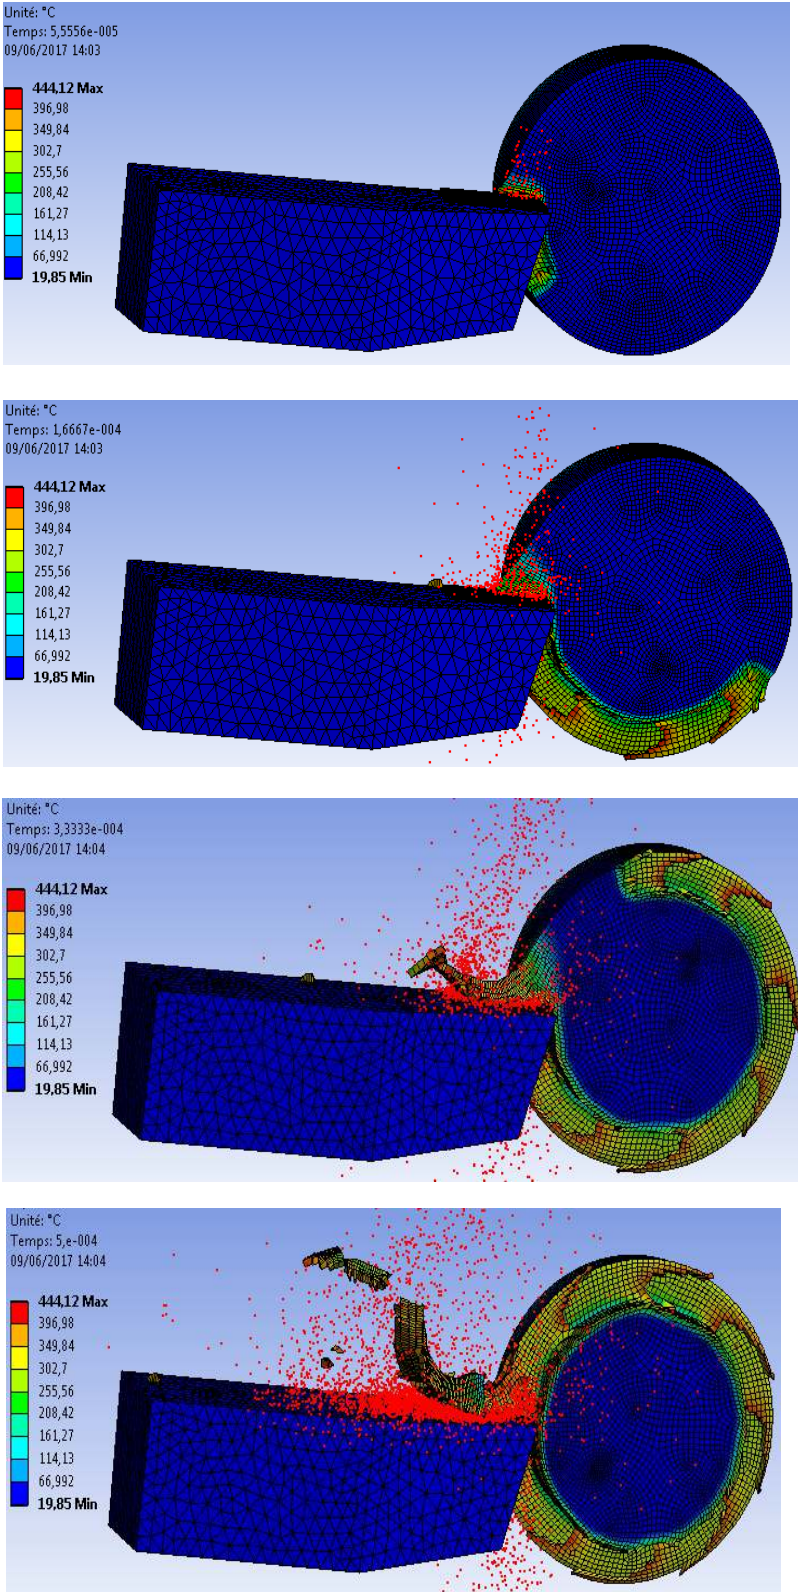 Unité: °C
Temps: 5,5556e-005
09/06/2017 14:03
444,12 Max
396,98
349,84
302,7
255,56
208,42
161,27
114,13
66,992
19,85 Min
Unité: °C
Temps: 1,6667e-004
09/06/2017 14:03
444,12 Max
396,98
349,84
302,7
255,56
208,42
161,27
114,13
66,992
19,85 Min
Unité: °C
Temps: 3,3333e-004
09/06/2017 14:04
444,12 Max
396,98
349,84
302,7
255,56
208,42
161,27
114,13
66,992
19,85 Min
Unité: °C
Temps: 5,e-004
09/06/2017 14:04
444,12 Max
396,98
349,84
302,7
255,56
208,42
161,27
114,13
66,992
19,85 Min